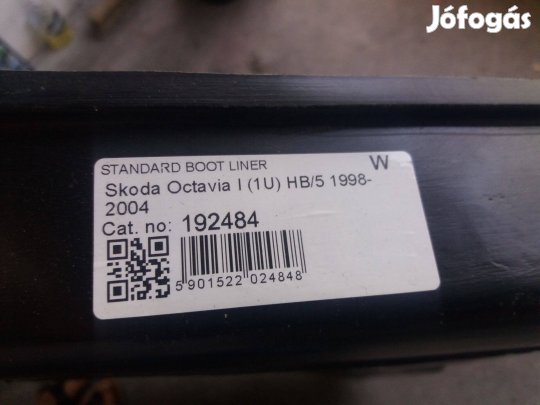 Jófogás
STANDARD BOOT LINER W
Skoda Octavia I (1U) HB/5 1998-
2004
Cat. no: 192484
5 901522 024848